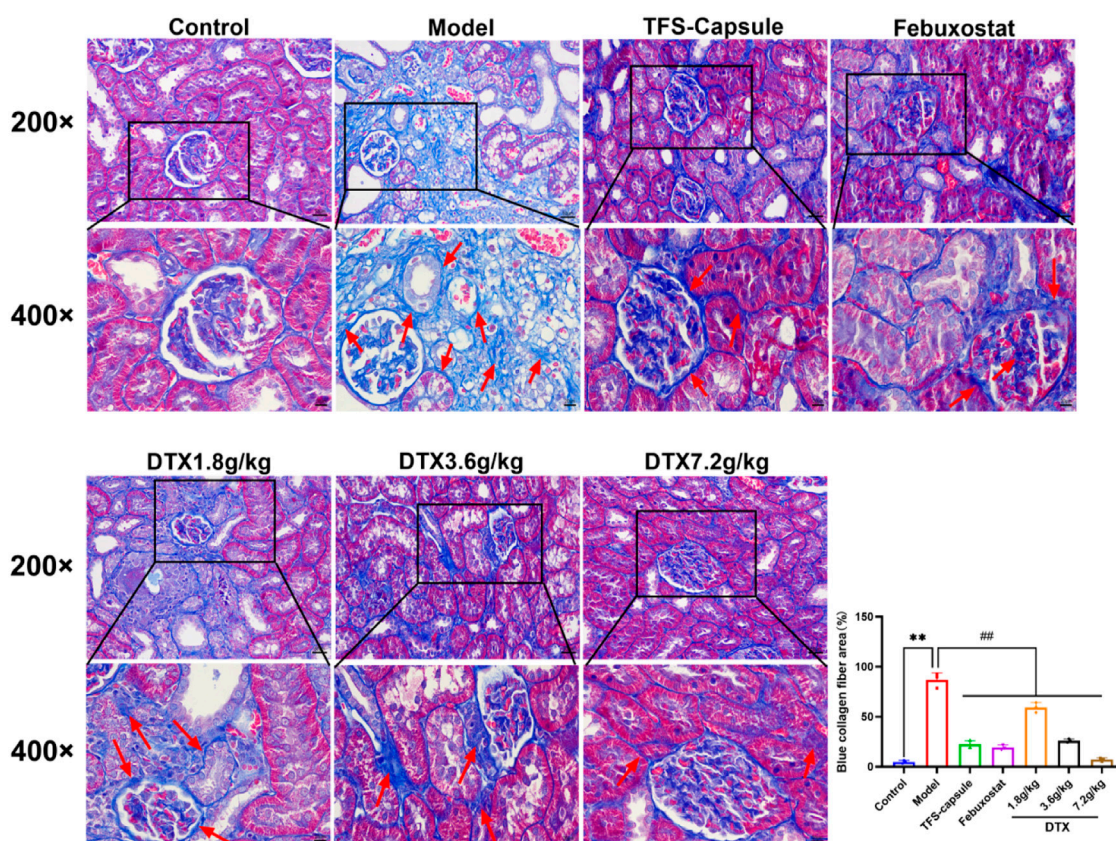 Control Model TFS-Capsule Febuxostat
200×
400×
DTX1.8g/kg DTX3.6g/kg DTX7.2g/kg
200×
400×
Blue collagen fiber area(%)
150
100
50
0
** ##
Control Model TFS-capsule Febuxostat 1.8g/kg 3.6g/kg 7.2g/kg
DTX